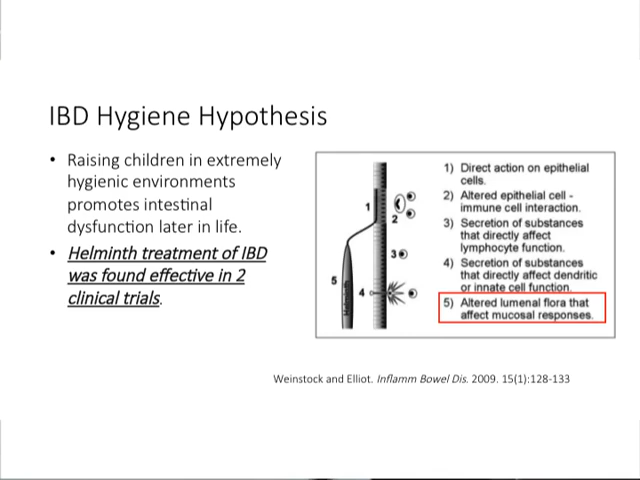 IBD Hygiene Hypothesis
• Raising children in extremely
hygienic environments
promotes intestinal
dysfunction later in life.
• Helminth treatment of IBD
was found effective in 2
clinical trials.
1
2
3
4
5
Helminth
1) Direct action on epithelial
cells.
2) Altered epithelial cell -
immune cell interaction.
3) Secretion of substances
that directly affect
lymphocyte function.
4) Secretion of substances
that directly affect dendritic
or innate cell function.
5) Altered lumenal flora that
affect mucosal responses.
Weinstock and Elliot. Inflamm Bowel Dis. 2009. 15(1):128-133